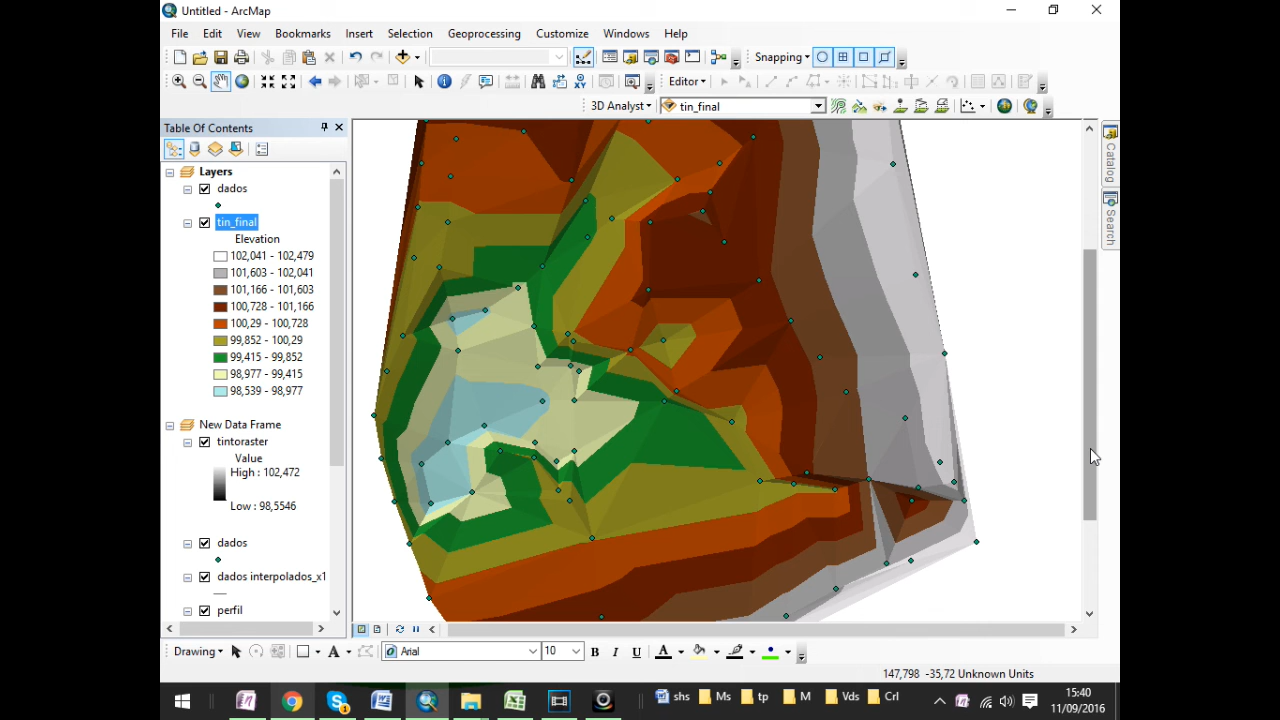 Untitled - ArcMap
File Edit View Bookmarks Insert Selection Geoprocessing Customize Windows Help
Snapping
Editor
3D Analyst tin_final
Table Of Contents
Layers
dados
tin_final
Elevation
102,041 - 102,479
101,603 - 102,041
101,166 - 101,603
100,728 - 101,166
100,29 - 100,728
99,852 - 100,29
99,415 - 99,852
98,977 - 99,415
98,539 - 98,977
New Data Frame
tintoraster
Value
High : 102,472
Low : 98,5546
dados
dados interpolados_x1
perfil
Catalog
Search
Drawing A Arial 10 B I U A
147,798 -35,72 Unknown Units
shs Ms tp M Vds Crl
15:40
11/09/2016